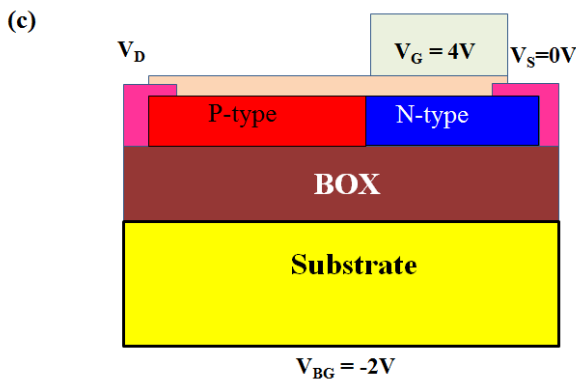 (c)
V_D
V_G = 4V
V_S=0V
P-type
N-type
BOX
Substrate
V_BG = -2V